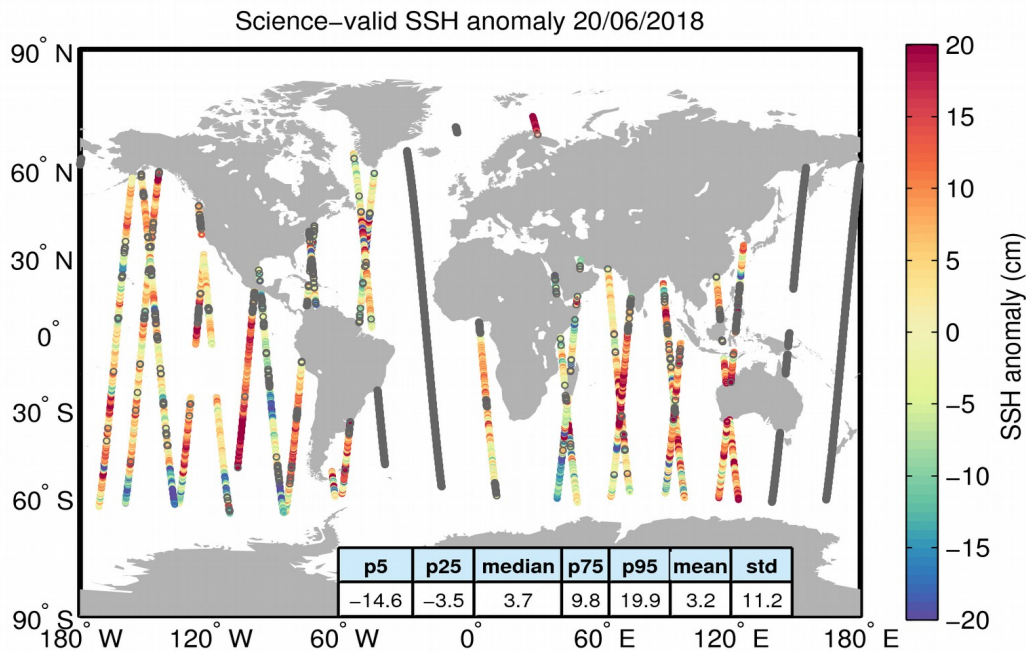 Science−valid SSH anomaly 20/06/2018
90° N
60° N
30° N
0°
30° S
60° S
90° S
180° W
120° W
60° W
0°
60° E
120° E
180° E
p5 p25 median p75 p95 mean std
−14.6 −3.5 3.7 9.8 19.9 3.2 11.2
20
15
10
5
0
−5
−10
−15
−20
SSH anomaly (cm)